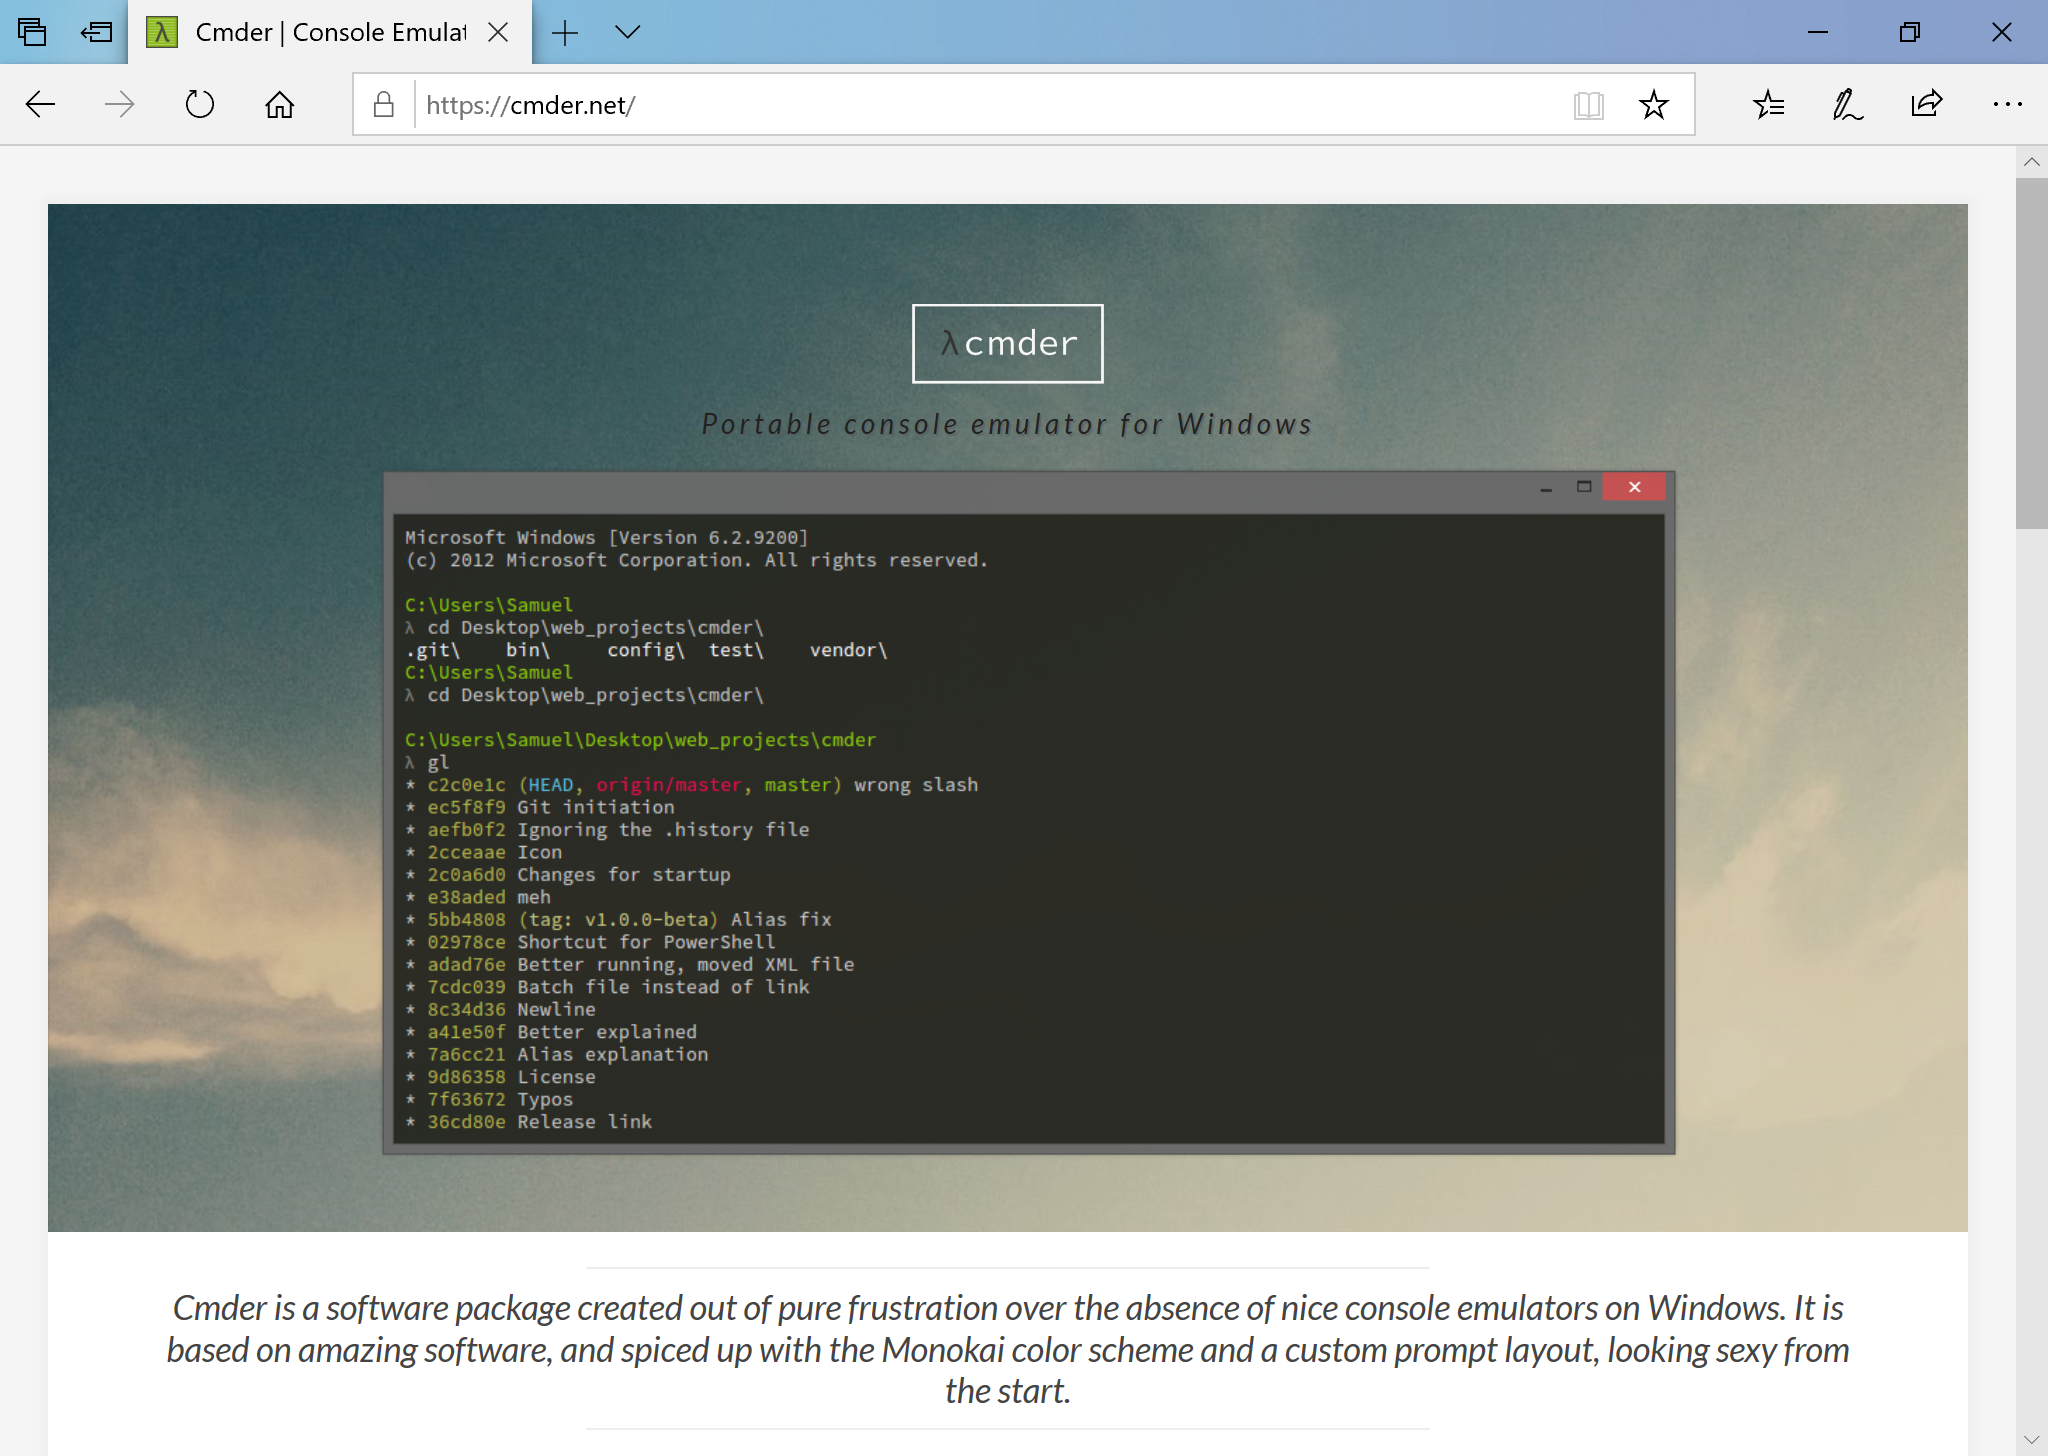 Cmder | Console Emulat
https://cmder.net/
λ cmder
Portable console emulator for Windows
Microsoft Windows [Version 6.2.9200]
(c) 2012 Microsoft Corporation. All rights reserved.
C:\Users\Samuel
λ cd Desktop\web_projects\cmder\
.git\ bin\ config\ test\ vendor\
C:\Users\Samuel
λ cd Desktop\web_projects\cmder\
C:\Users\Samuel\Desktop\web_projects\cmder
λ gl
* c2c0e1c (HEAD, origin/master, master) wrong slash
* ec5f8f9 Git initiation
* aefb0f2 Ignoring the .history file
* 2cceaae Icon
* 2c0a6d0 Changes for startup
* e38aded meh
* 5bb4808 (tag: v1.0.0-beta) Alias fix
* 02978ce Shortcut for PowerShell
* adad76e Better running, moved XML file
* 7cdc039 Batch file instead of link
* 8c34d36 Newline
* a41e50f Better explained
* 7a6cc21 Alias explanation
* 9d86358 License
* 7f63672 Typos
* 36cd80e Release link
Cmder is a software package created out of pure frustration over the absence of nice console emulators on Windows. It is
based on amazing software, and spiced up with the Monokai color scheme and a custom prompt layout, looking sexy from
the start.